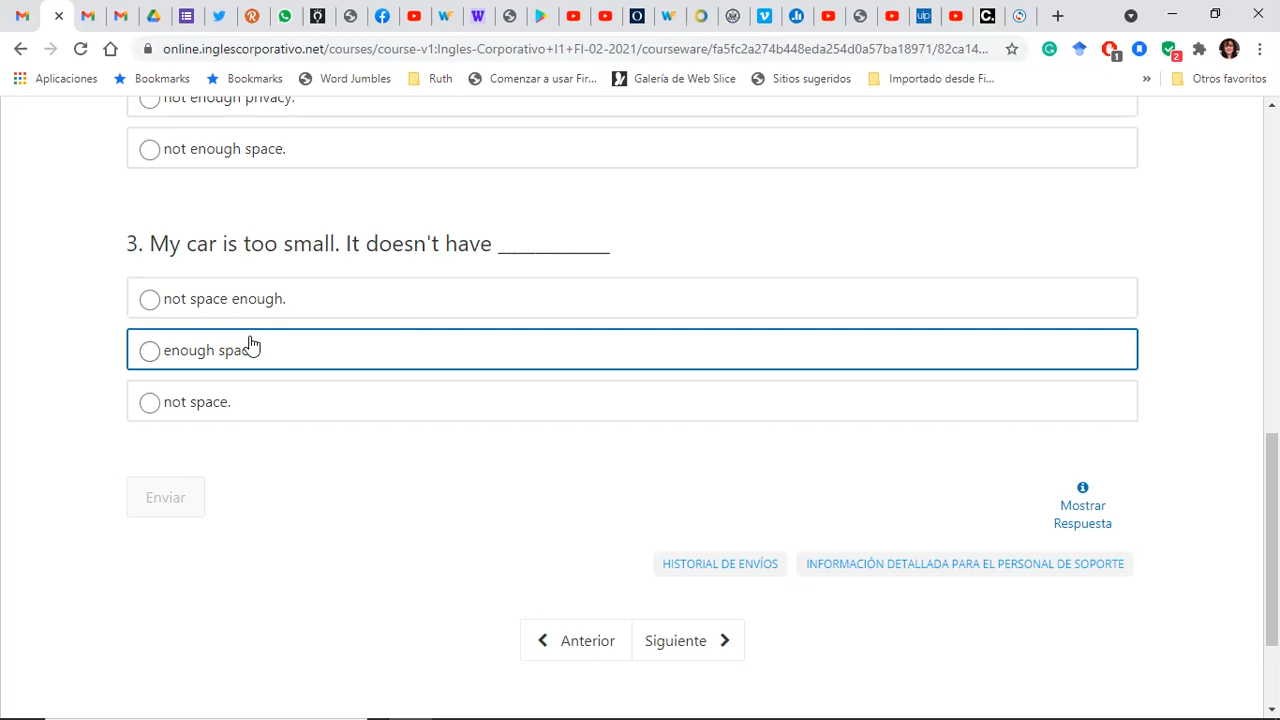 online.inglescorporativo.net/courses/course-v1:Ingles-Corporativo+I1+FI-02-2021/courseware/fa5fc2a274b448eda254d0a57ba18971/82ca14...
Aplicaciones Bookmarks Bookmarks Word Jumbles Ruth Comenzar a usar Fir... Galería de Web Slice Sitios sugeridos Importado desde Fi... » Otros favoritos
not enough privacy.
not enough space.
3. My car is too small. It doesn't have ____________
not space enough.
enough
not space.
Enviar
Mostrar
Respuesta
HISTORIAL DE ENVÍOS INFORMACIÓN DETALLADA PARA EL PERSONAL DE SOPORTE
Anterior Siguiente